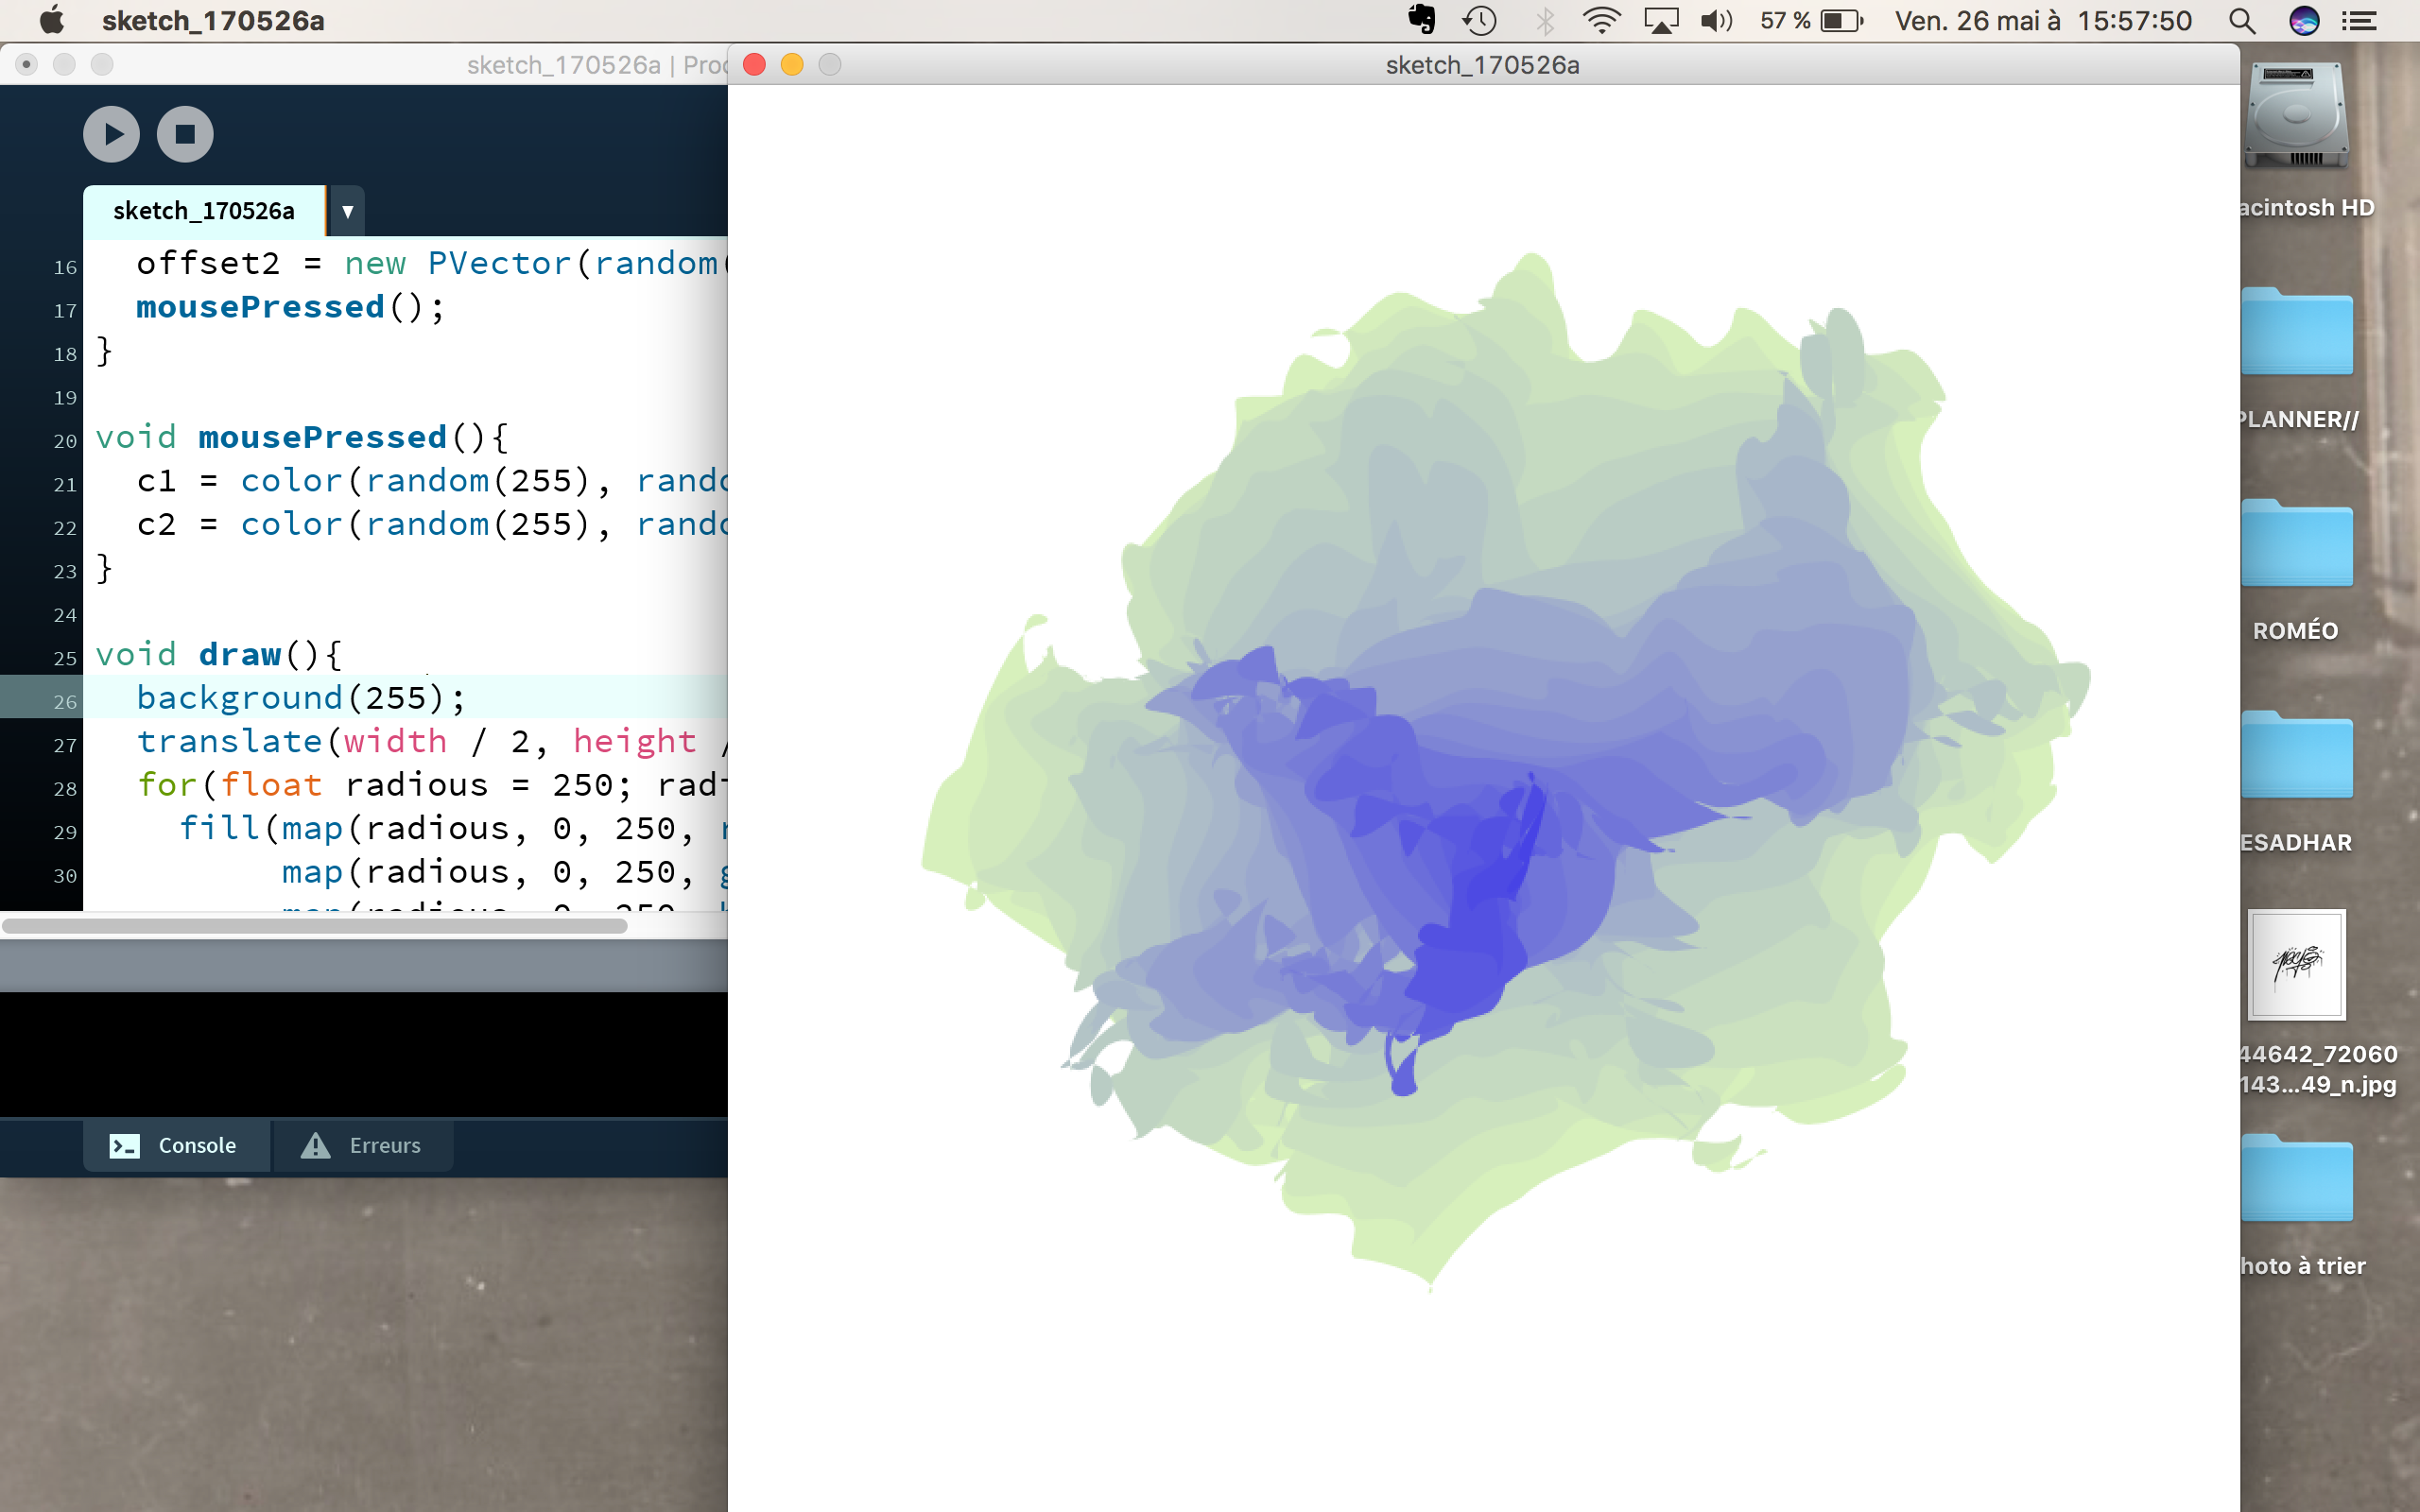 sketch_170526a
57 %
Ven. 26 mai à 15:57:50
sketch_170526a | Proc
sketch_170526a
sketch_170526a
16 offset2 = new PVector(random(
17 mousePressed();
18 }
19
20 void mousePressed(){
21 c1 = color(random(255), rando
22 c2 = color(random(255), rando
23 }
24
25 void draw(){
26 background(255);
27 translate(width / 2, height /
28 for(float radious = 250; radi
29 fill(map(radious, 0, 250, r
30 map(radious, 0, 250, g
map(radious, 0, 250, b
Console
Erreurs
acintosh HD
PLANNER//
ROMÉO
ESADHAR
44642_72060
143...49_n.jpg
hoto à trier